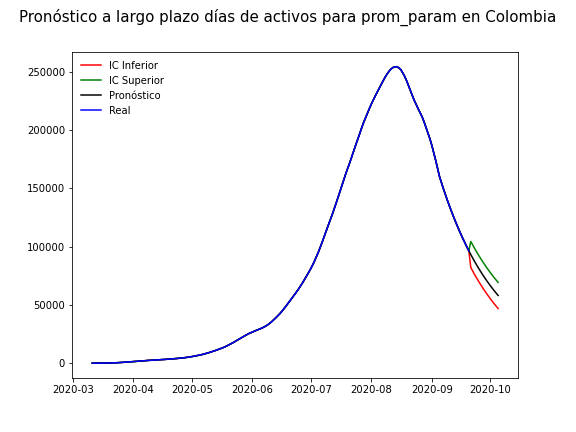 Pronóstico a largo plazo días de activos para prom_param en Colombia
IC Inferior
IC Superior
Pronóstico
Real
250000
200000
150000
100000
50000
0
2020-03 2020-04 2020-05 2020-06 2020-07 2020-08 2020-09 2020-10